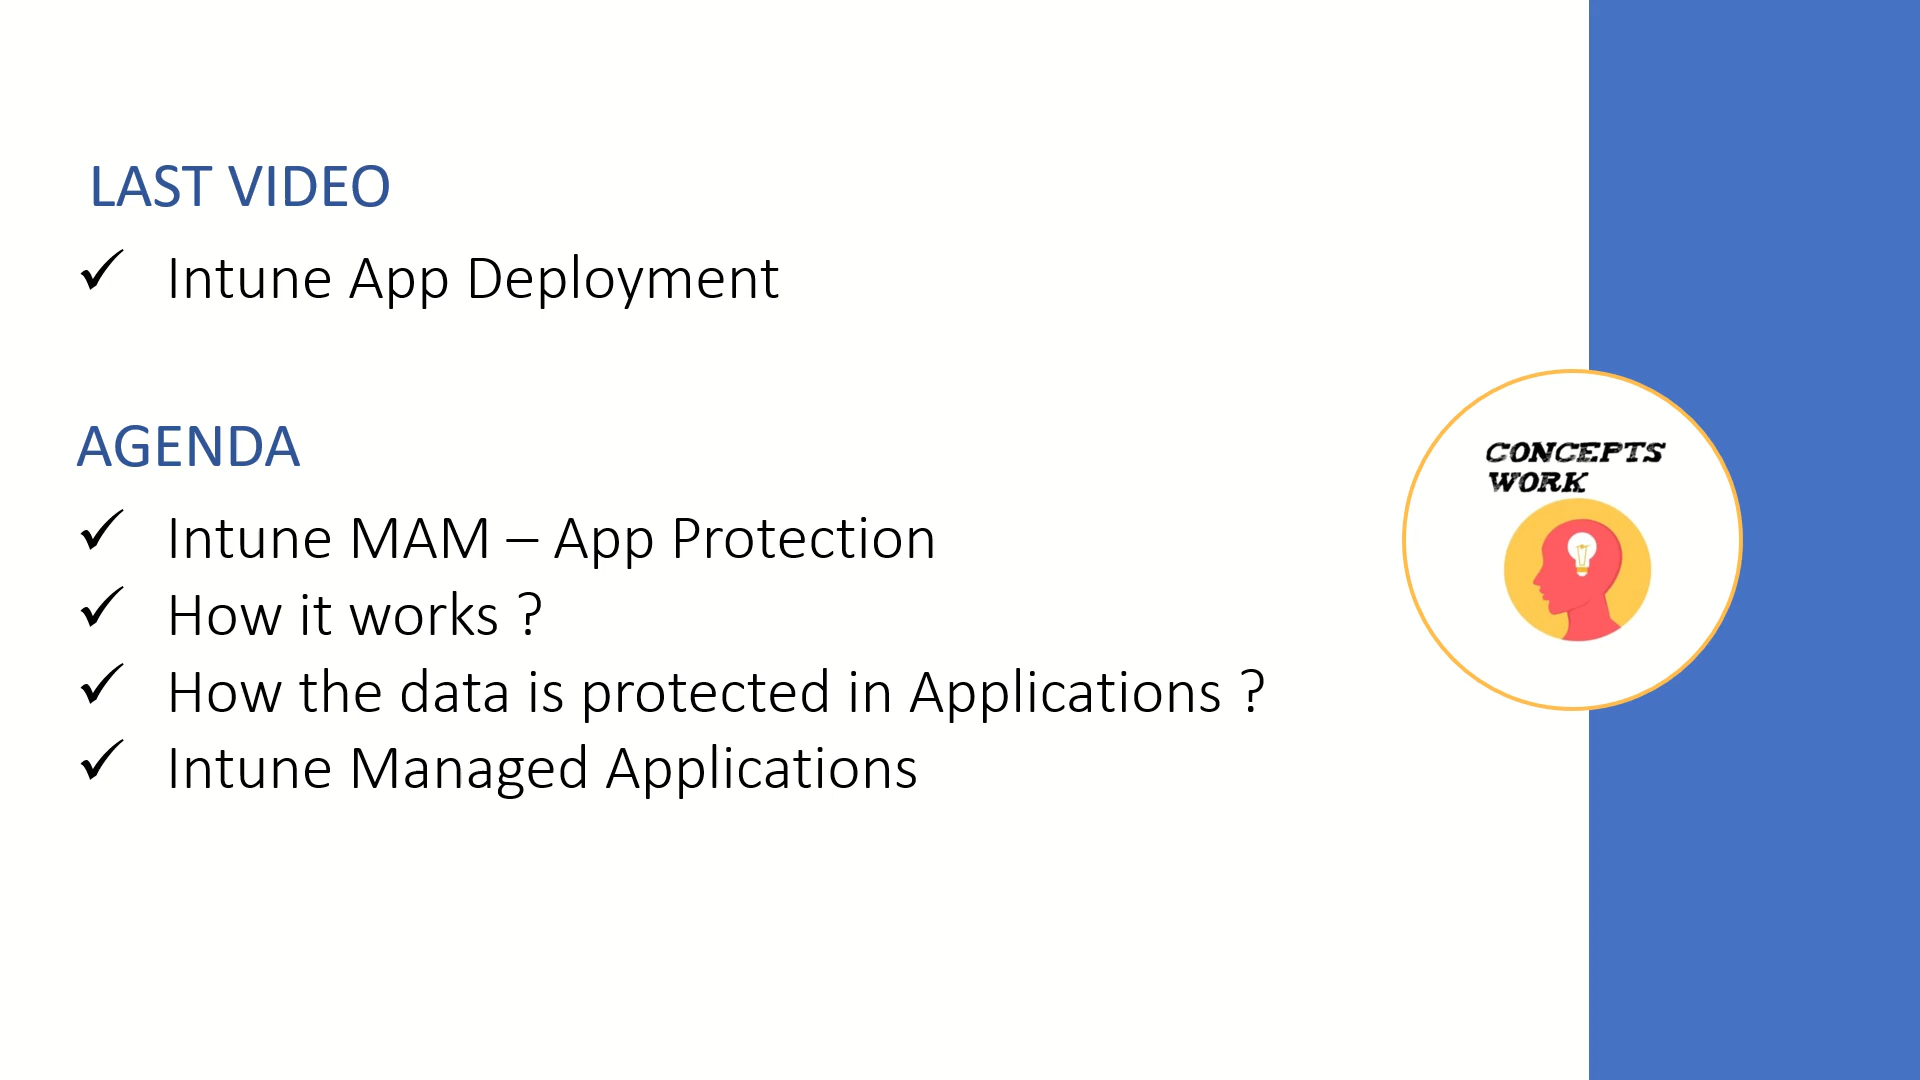 LAST VIDEO
✓ Intune App Deployment
AGENDA
✓ Intune MAM – App Protection
✓ How it works ?
✓ How the data is protected in Applications ?
✓ Intune Managed Applications
CONCEPTS
WORK